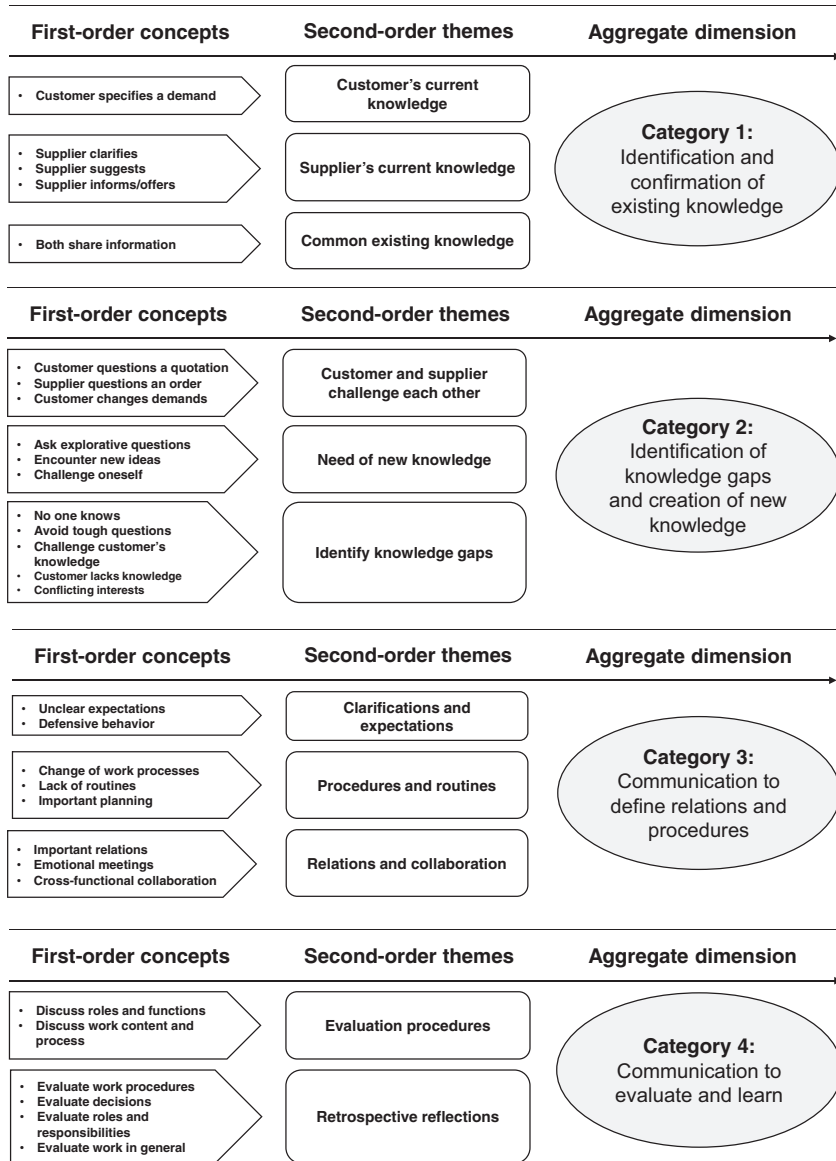 First-order concepts Second-order themes Aggregate dimension
• Customer specifies a demand
Customer's current
knowledge
• Supplier clarifies
• Supplier suggests
• Supplier informs/offers
Supplier's current knowledge
• Both share information
Common existing knowledge
Category 1:
Identification and
confirmation of
existing knowledge
First-order concepts Second-order themes Aggregate dimension
• Customer questions a quotation
• Supplier questions an order
• Customer changes demands
Customer and supplier
challenge each other
• Ask explorative questions
• Encounter new ideas
• Challenge oneself
Need of new knowledge
• No one knows
• Avoid tough questions
• Challenge customer's
knowledge
• Customer lacks knowledge
• Conflicting interests
Identify knowledge gaps
Category 2:
Identification of
knowledge gaps
and creation of new
knowledge
First-order concepts Second-order themes Aggregate dimension
• Unclear expectations
• Defensive behavior
Clarifications and
expectations
• Change of work processes
• Lack of routines
• Important planning
Procedures and routines
• Important relations
• Emotional meetings
• Cross-functional collaboration
Relations and collaboration
Category 3:
Communication to
define relations and
procedures
First-order concepts Second-order themes Aggregate dimension
• Discuss roles and functions
• Discuss work content and
process
Evaluation procedures
• Evaluate work procedures
• Evaluate decisions
• Evaluate roles and
responsibilities
• Evaluate work in general
Retrospective reflections
Category 4:
Communication to
evaluate and learn